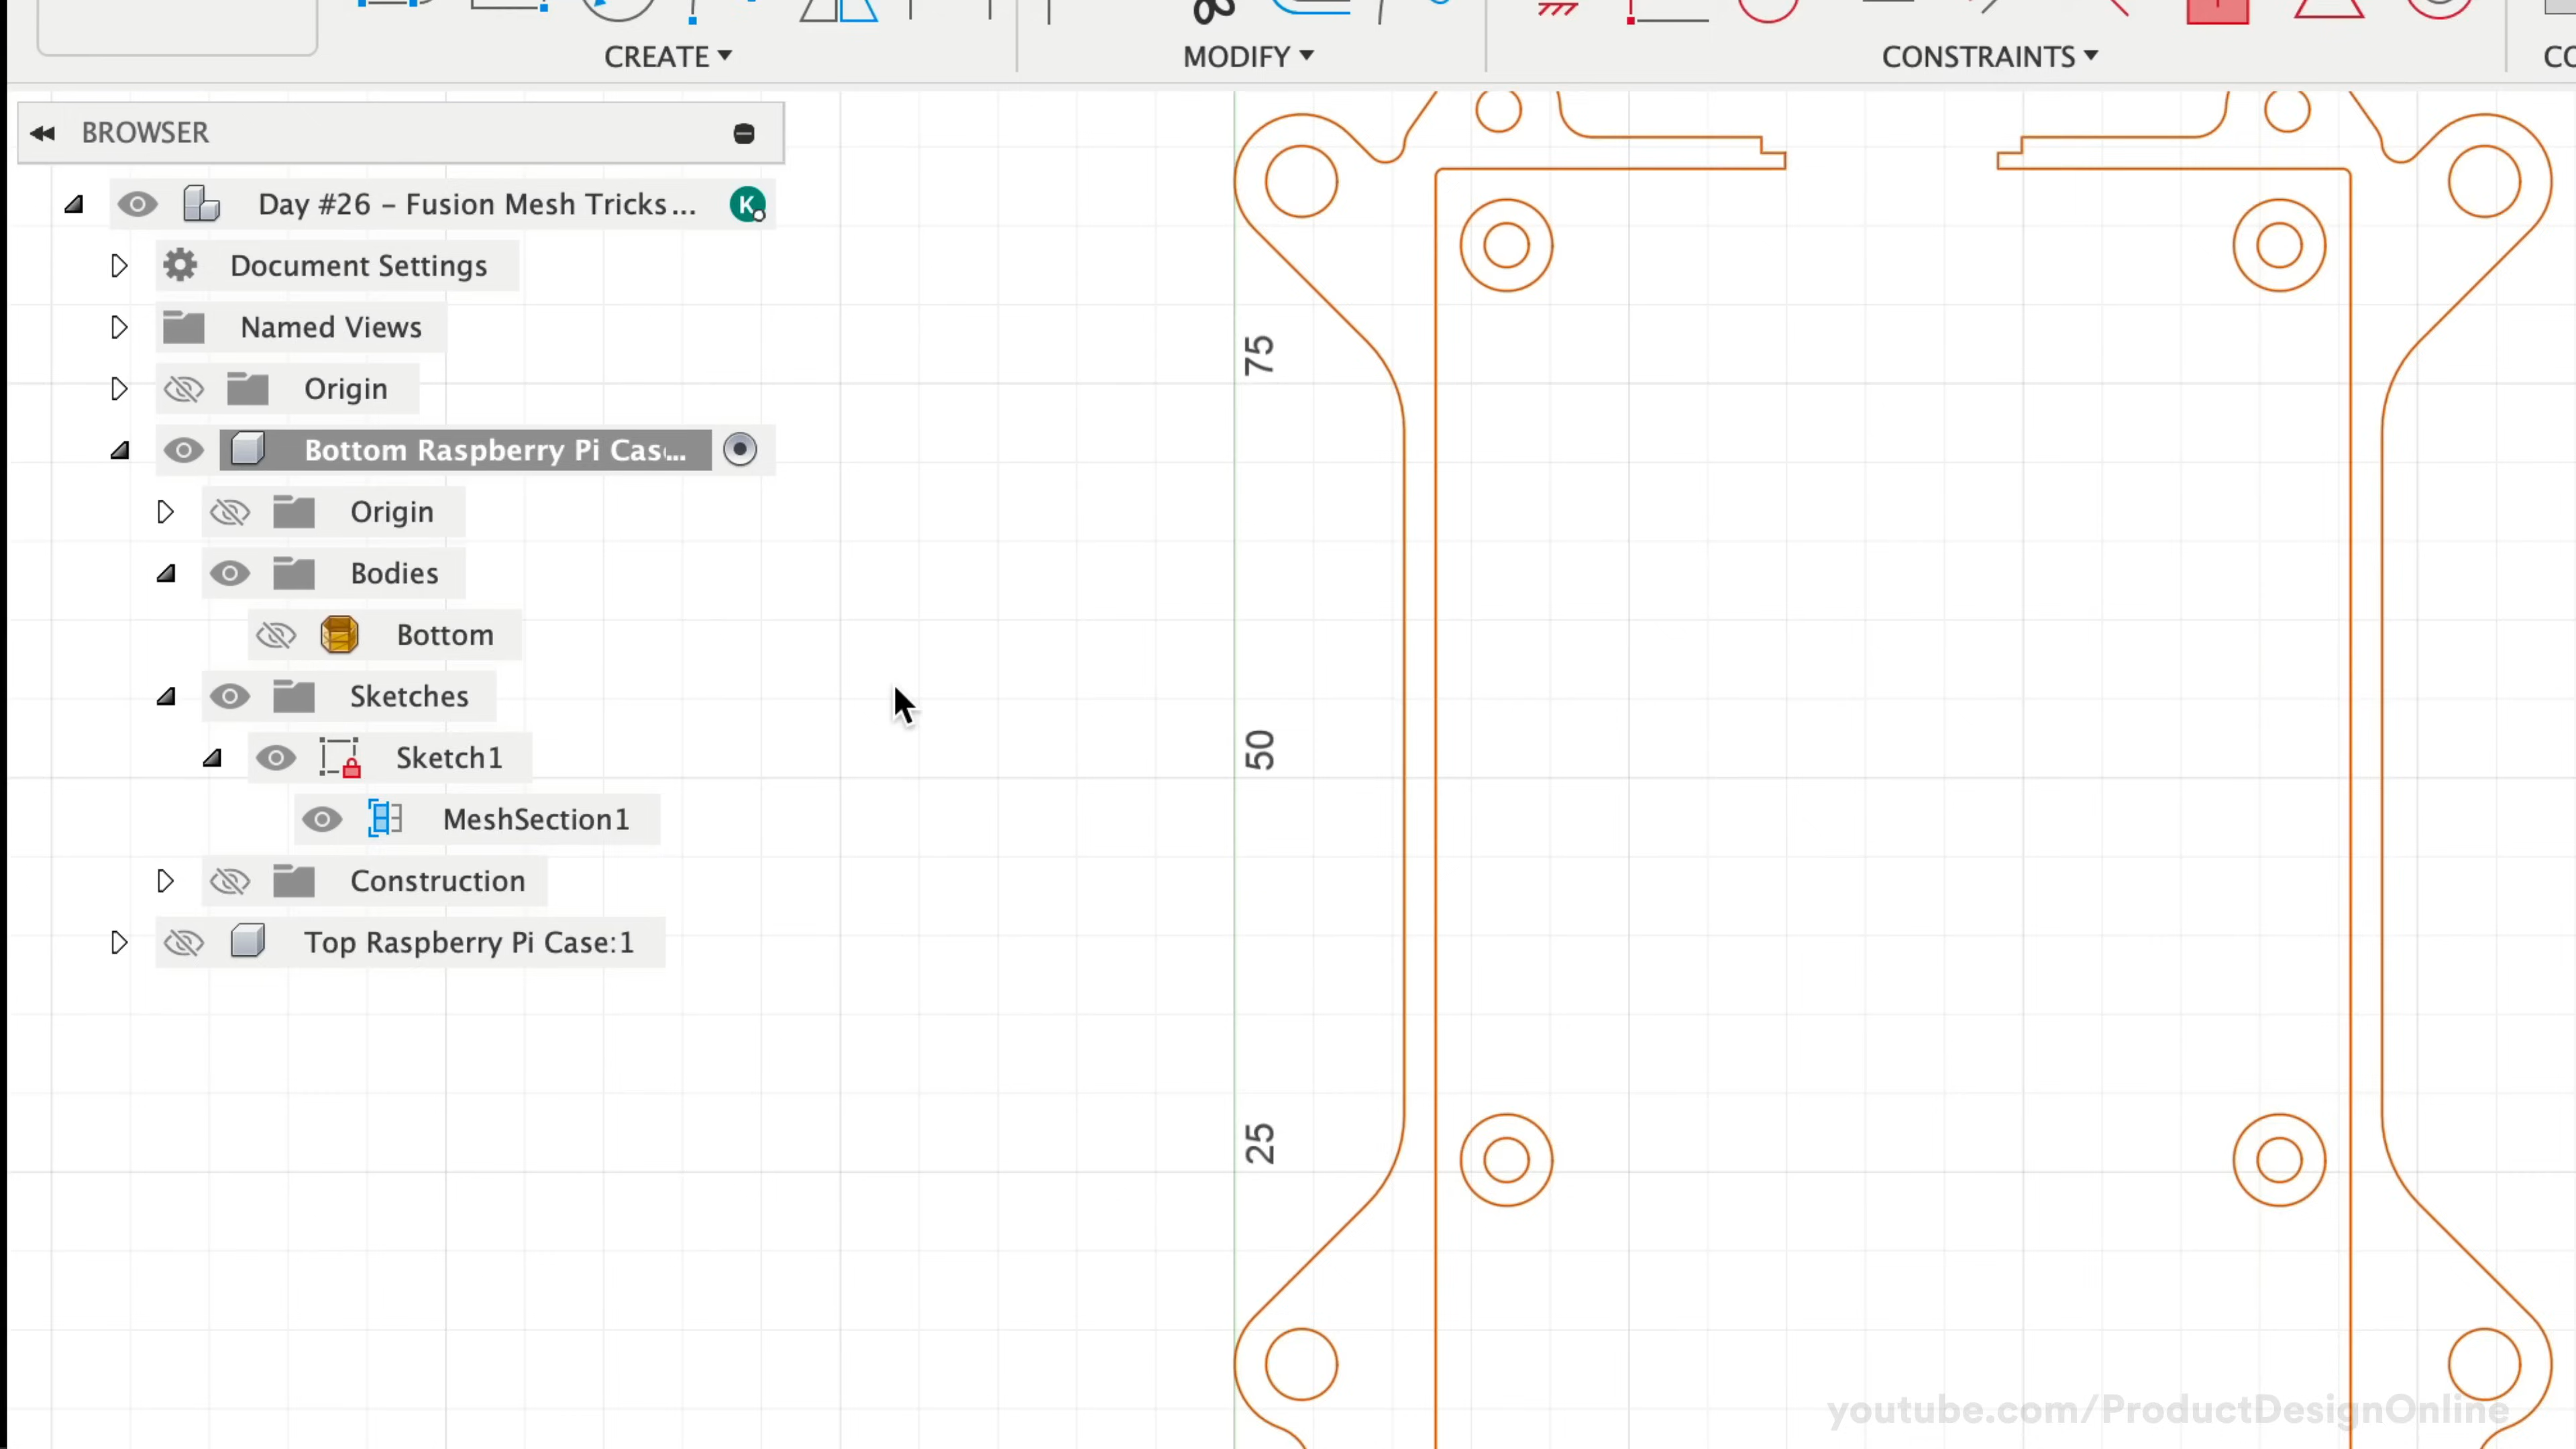 CREATE
MODIFY
CONSTRAINTS
CO
BROWSER
Day #26 – Fusion Mesh Tricks...
K
Document Settings
Named Views
Origin
Bottom Raspberry Pi Cas...
Origin
Bodies
Bottom
Sketches
Sketch1
MeshSection1
Construction
Top Raspberry Pi Case:1
75
50
25
youtube.com/ProductDesignOnline